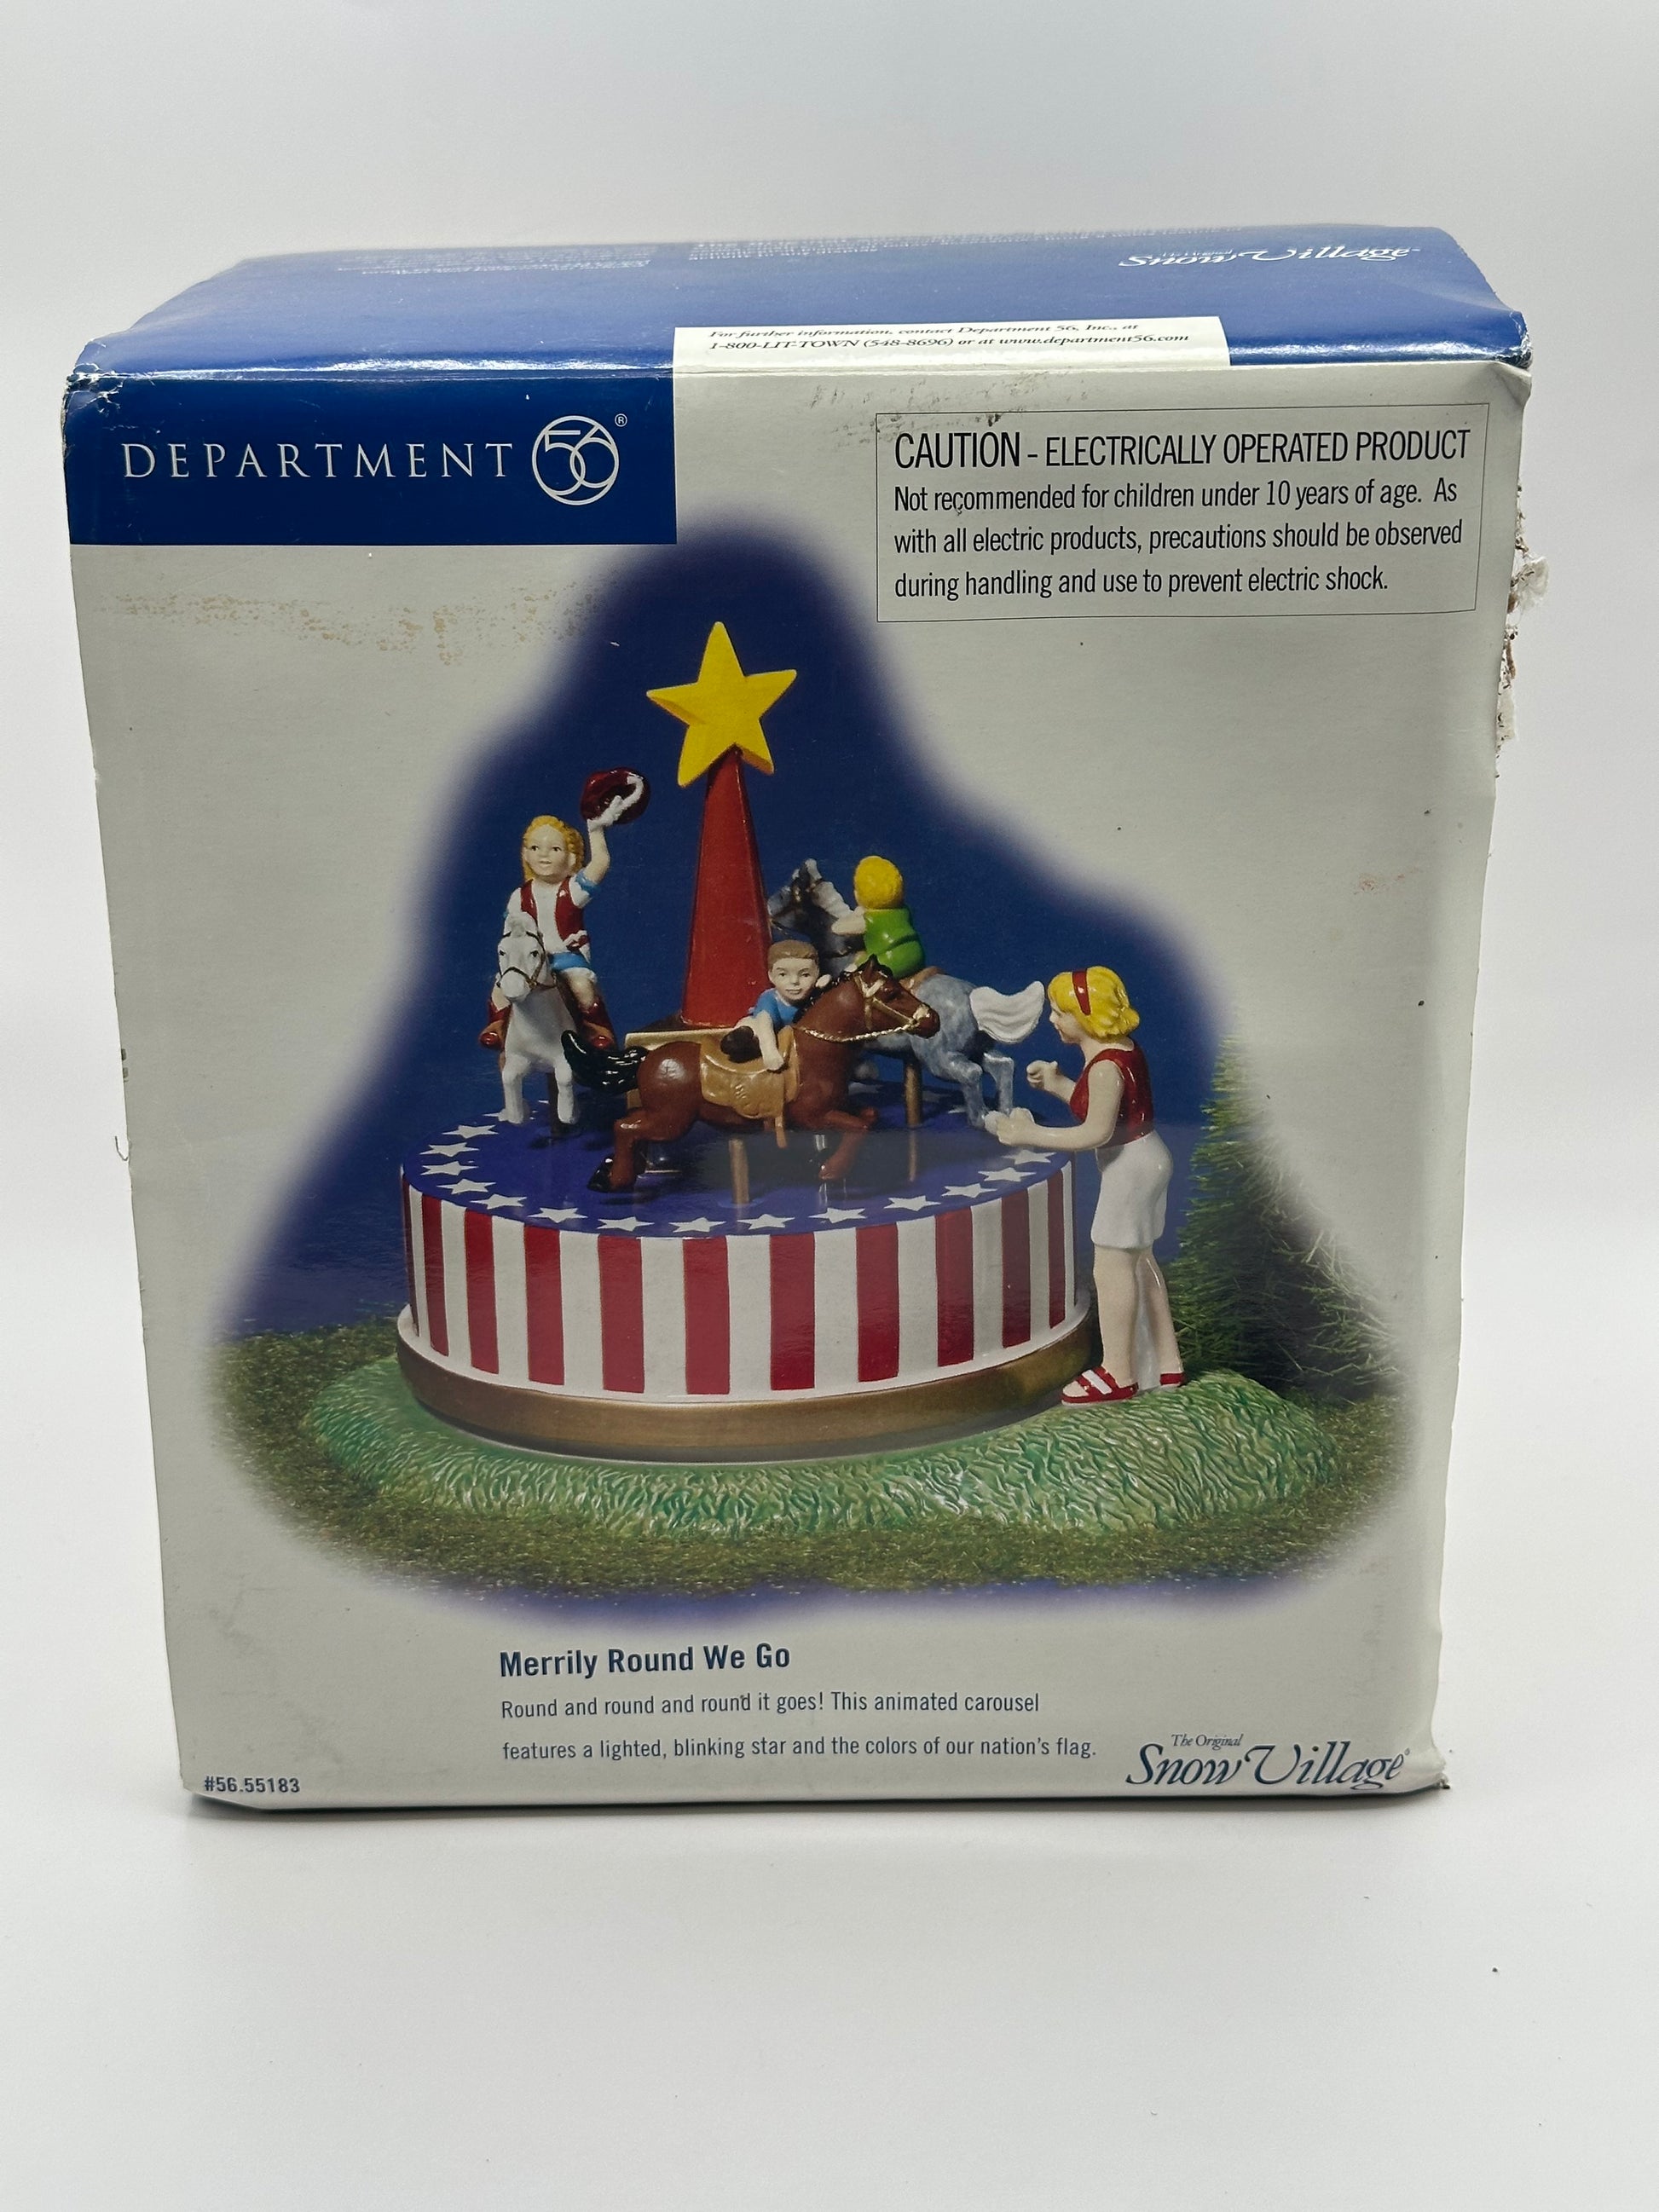 The Original
Snow Village
For further information, contact Department 56, Inc., at
1-800-LIT-TOWN (548-8696) or at www.department56.com
DEPARTMENT 56®
CAUTION - ELECTRICALLY OPERATED PRODUCT
Not recommended for children under 10 years of age. As
with all electric products, precautions should be observed
during handling and use to prevent electric shock.
Merrily Round We Go
Round and round and round it goes! This animated carousel
features a lighted, blinking star and the colors of our nation's flag.
The Original
Snow Village®
#56.55183